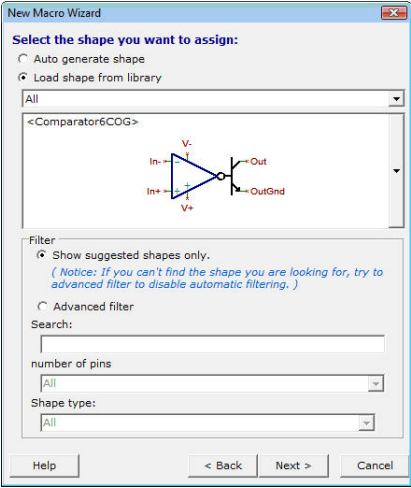 New Macro Wizard
Select the shape you want to assign:
Auto generate shape
Load shape from library
All
<Comparator6COG>
V-
In-
Out
In+
OutGnd
V+
Filter
Show suggested shapes only.
( Notice: If you can't find the shape you are looking for, try to
advanced filter to disable automatic filtering. )
Advanced filter
Search:
number of pins
All
Shape type:
All
Help
< Back
Next >
Cancel